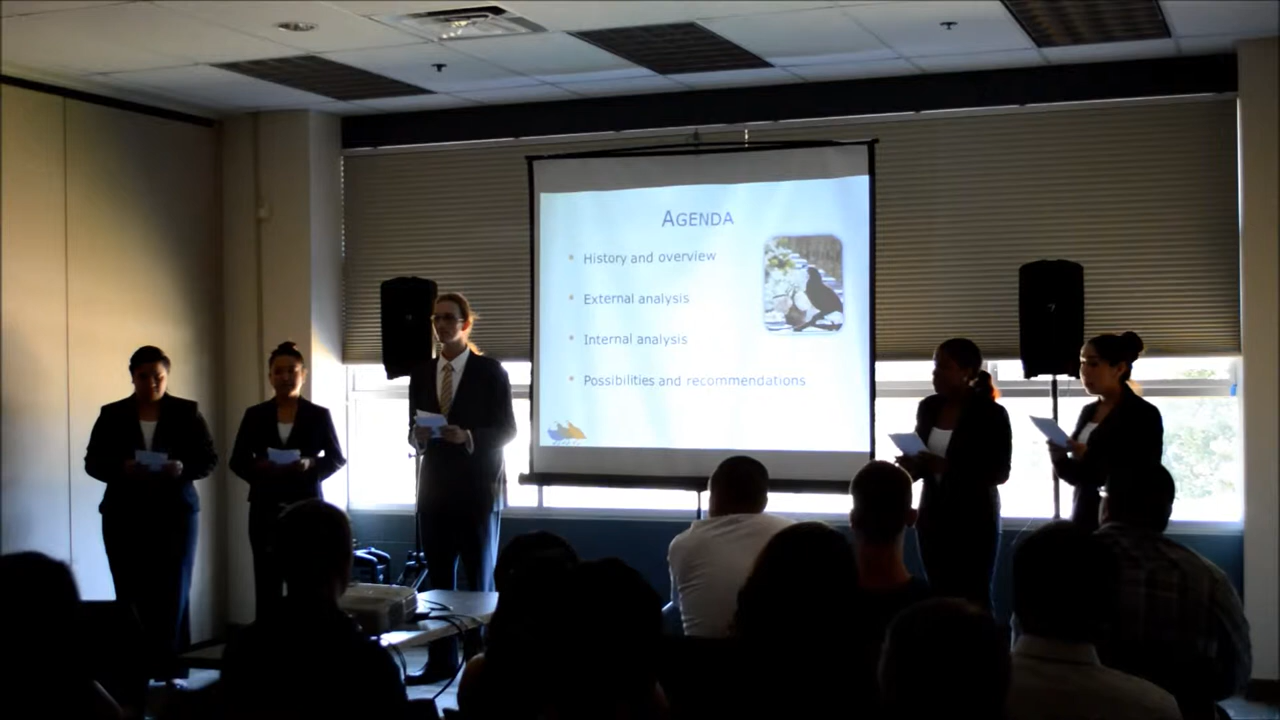 AGENDA
History and overview
External analysis
Internal analysis
Possibilities and recommendations